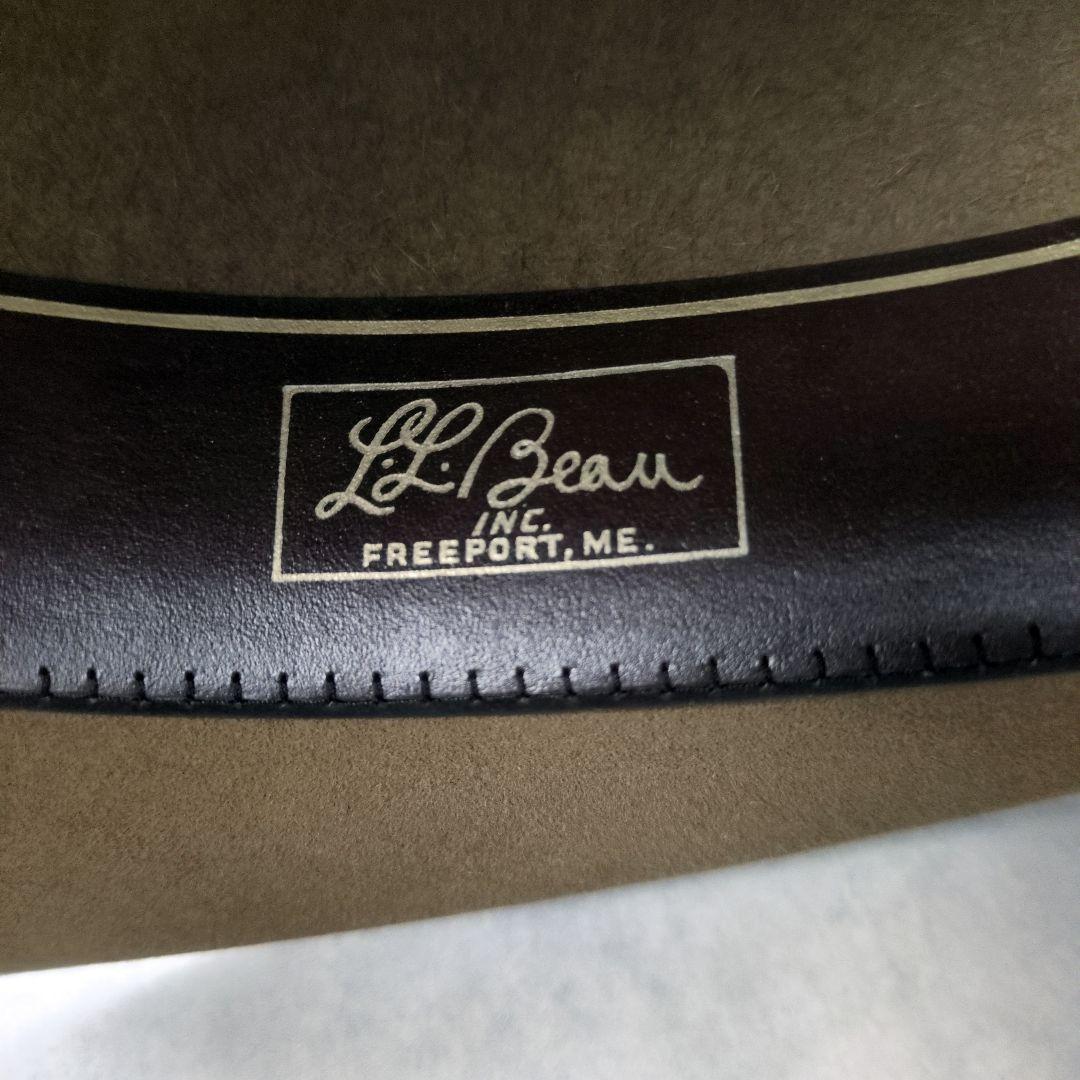 L.L. Bean
INC.
FREEPORT, ME.